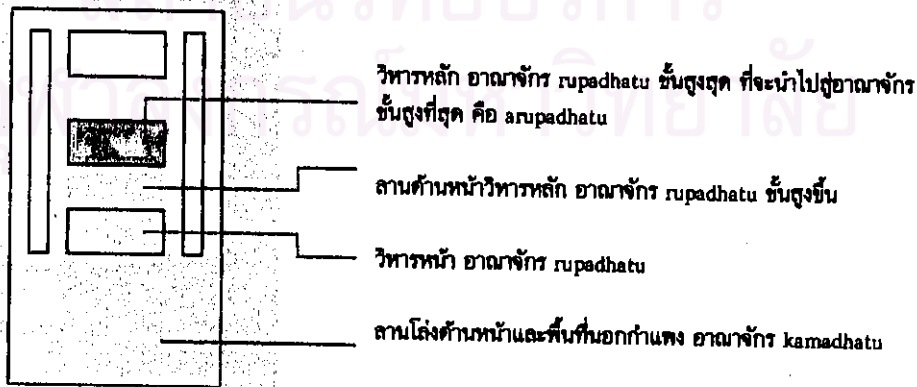 วิหารหลัก อาณาจักร rupadhatu ชั้นสูงสุด ที่จะนำไปสู่อาณาจักร
ชั้นสูงที่สุด คือ arupadhatu
ลานด้านหน้าวิหารหลัก อาณาจักร rupadhatu ชั้นสูงขึ้น
วิหารหน้า อาณาจักร rupadhatu
ลานโล่งด้านหน้าและพื้นที่นอกกำแพง อาณาจักร kamadhatu